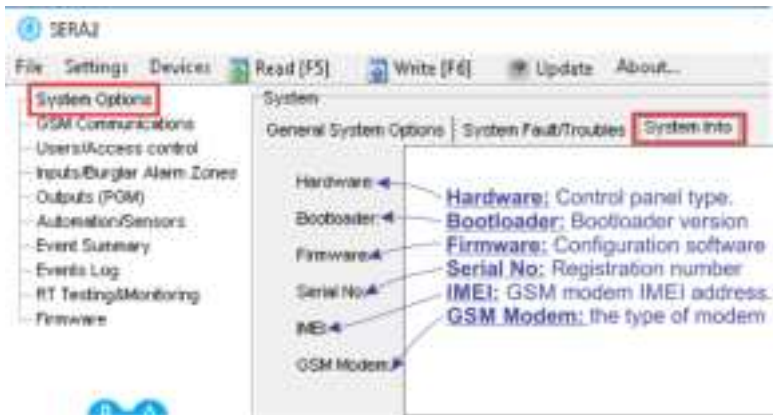 SERA2
File Settings Devices Read [F5] Write [F6] Update About...
System Options
GSM Communications
Users/Access control
Inputs/Burglar Alarm Zones
Outputs (PGM)
Automation/Sensors
Event Summary
Events Log
RT Testing&Monitoring
Firmware
System
General System Options System Fault/Troubles System Info
Hardware:
Bootloader:
Firmware:
Serial No:
IMEI:
GSM Modem:
Hardware: Control panel type.
Bootloader: Bootloader version
Firmware: Configuration software
Serial No: Registration number
IMEI: GSM modem IMEI address.
GSM Modem: the type of modem